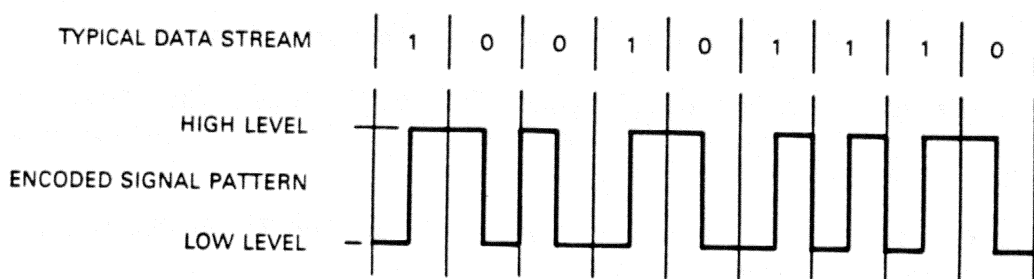 TYPICAL DATA STREAM 1 0 0 1 0 1 1 1 0
HIGH LEVEL
ENCODED SIGNAL PATTERN
LOW LEVEL